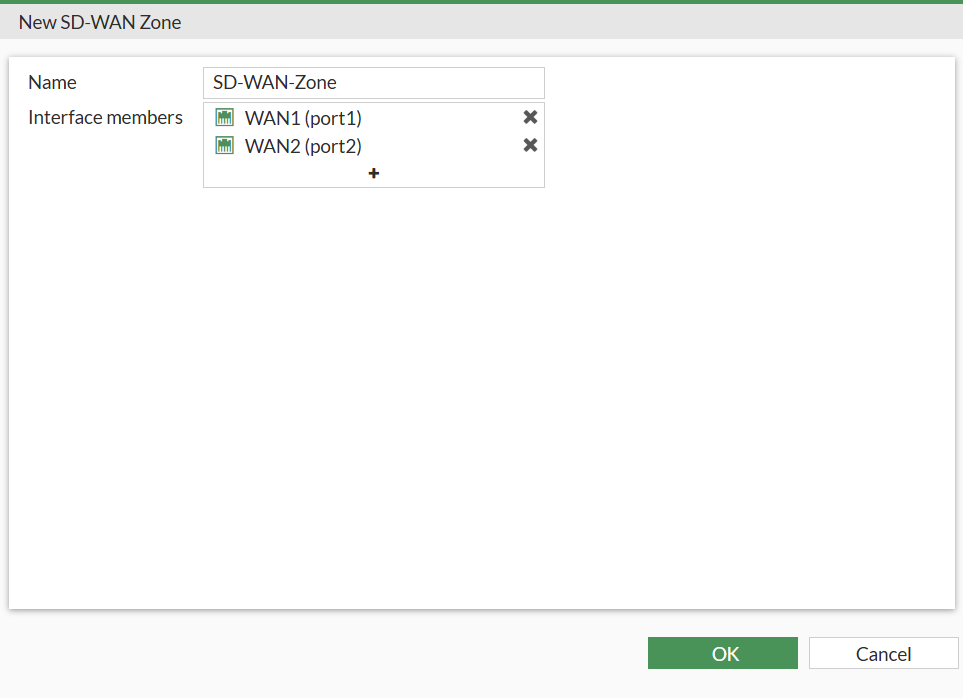 New SD-WAN Zone
Name SD-WAN-Zone
Interface members WAN1 (port1)
WAN2 (port2)
OK Cancel